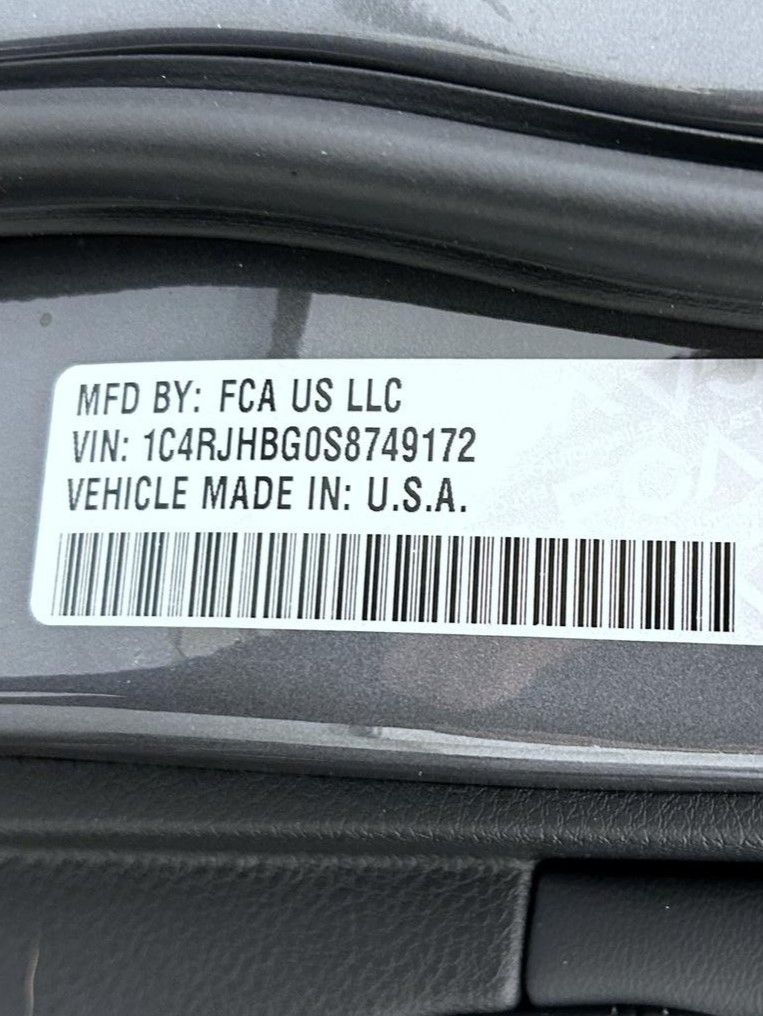 MFD BY: FCA US LLC
VIN: 1C4RJHBG0S8749172
VEHICLE MADE IN: U.S.A.